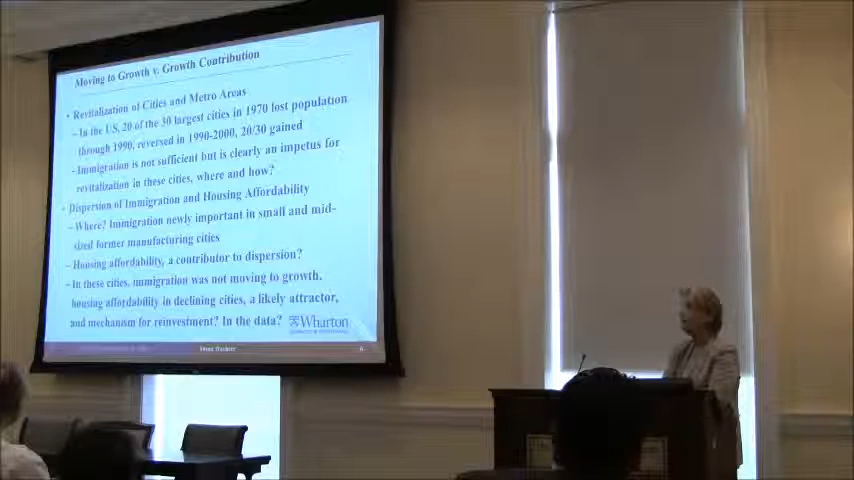 Moving to Growth v. Growth Contribution
• Revitalization of Cities and Metro Areas
– In the US, 20 of the 30 largest cities in 1970 lost population
through 1990, reversed in 1990-2000, 20/30 gained
– Immigration is not sufficient but is clearly an impetus for
revitalization in these cities, where and how?
• Dispersion of Immigration and Housing Affordability
– Where? Immigration newly important in small and mid-
sized former manufacturing cities
– Housing affordability, a contributor to dispersion?
– In these cities, immigration was not moving to growth,
housing affordability in declining cities, a likely attractor,
and mechanism for reinvestment? In the data?
Wharton